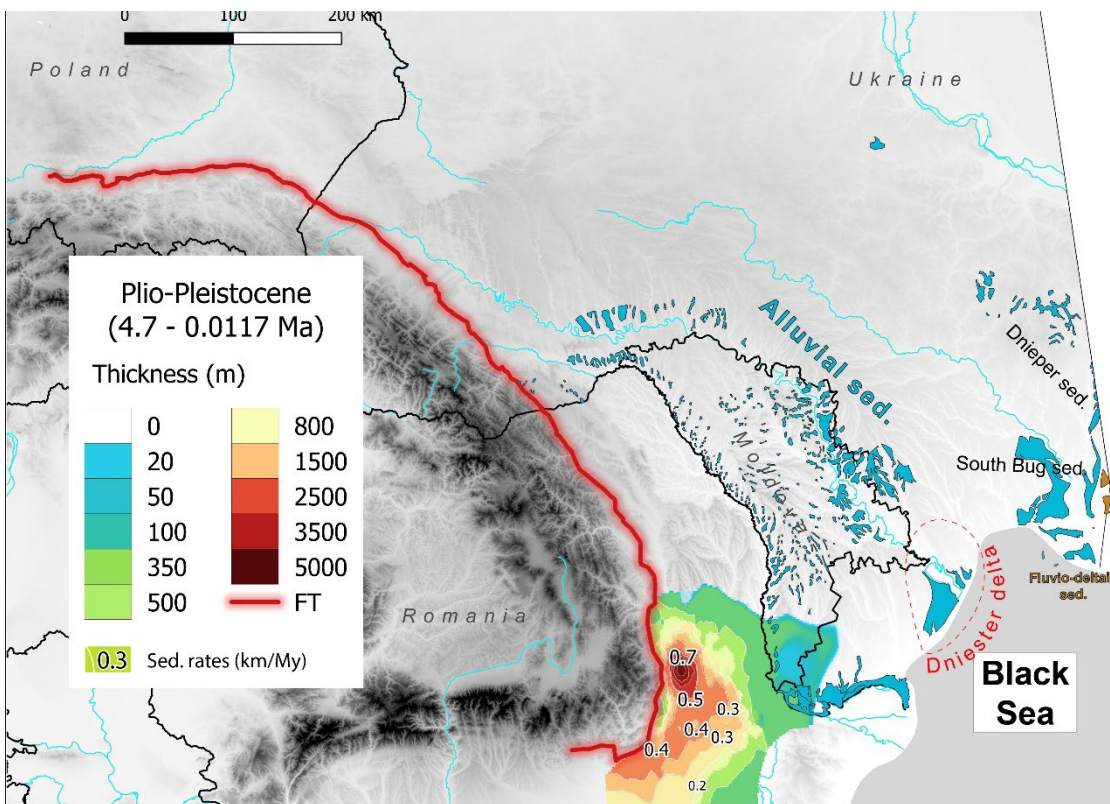 0 100 200 km
Poland
Ukraine
Plio-Pleistocene
(4.7 - 0.0117 Ma)
Thickness (m)
0
20
50
100
350
500
800
1500
2500
3500
5000
FT
0.3 Sed. rates (km/My)
Alluvial sed.
Dnieper sed.
South Bug sed.
Moldova
Fluvio-deltaic
sed.
Dniester delta
Romania
Black
Sea
0.7
0.5
0.3
0.4
0.3
0.4
0.2